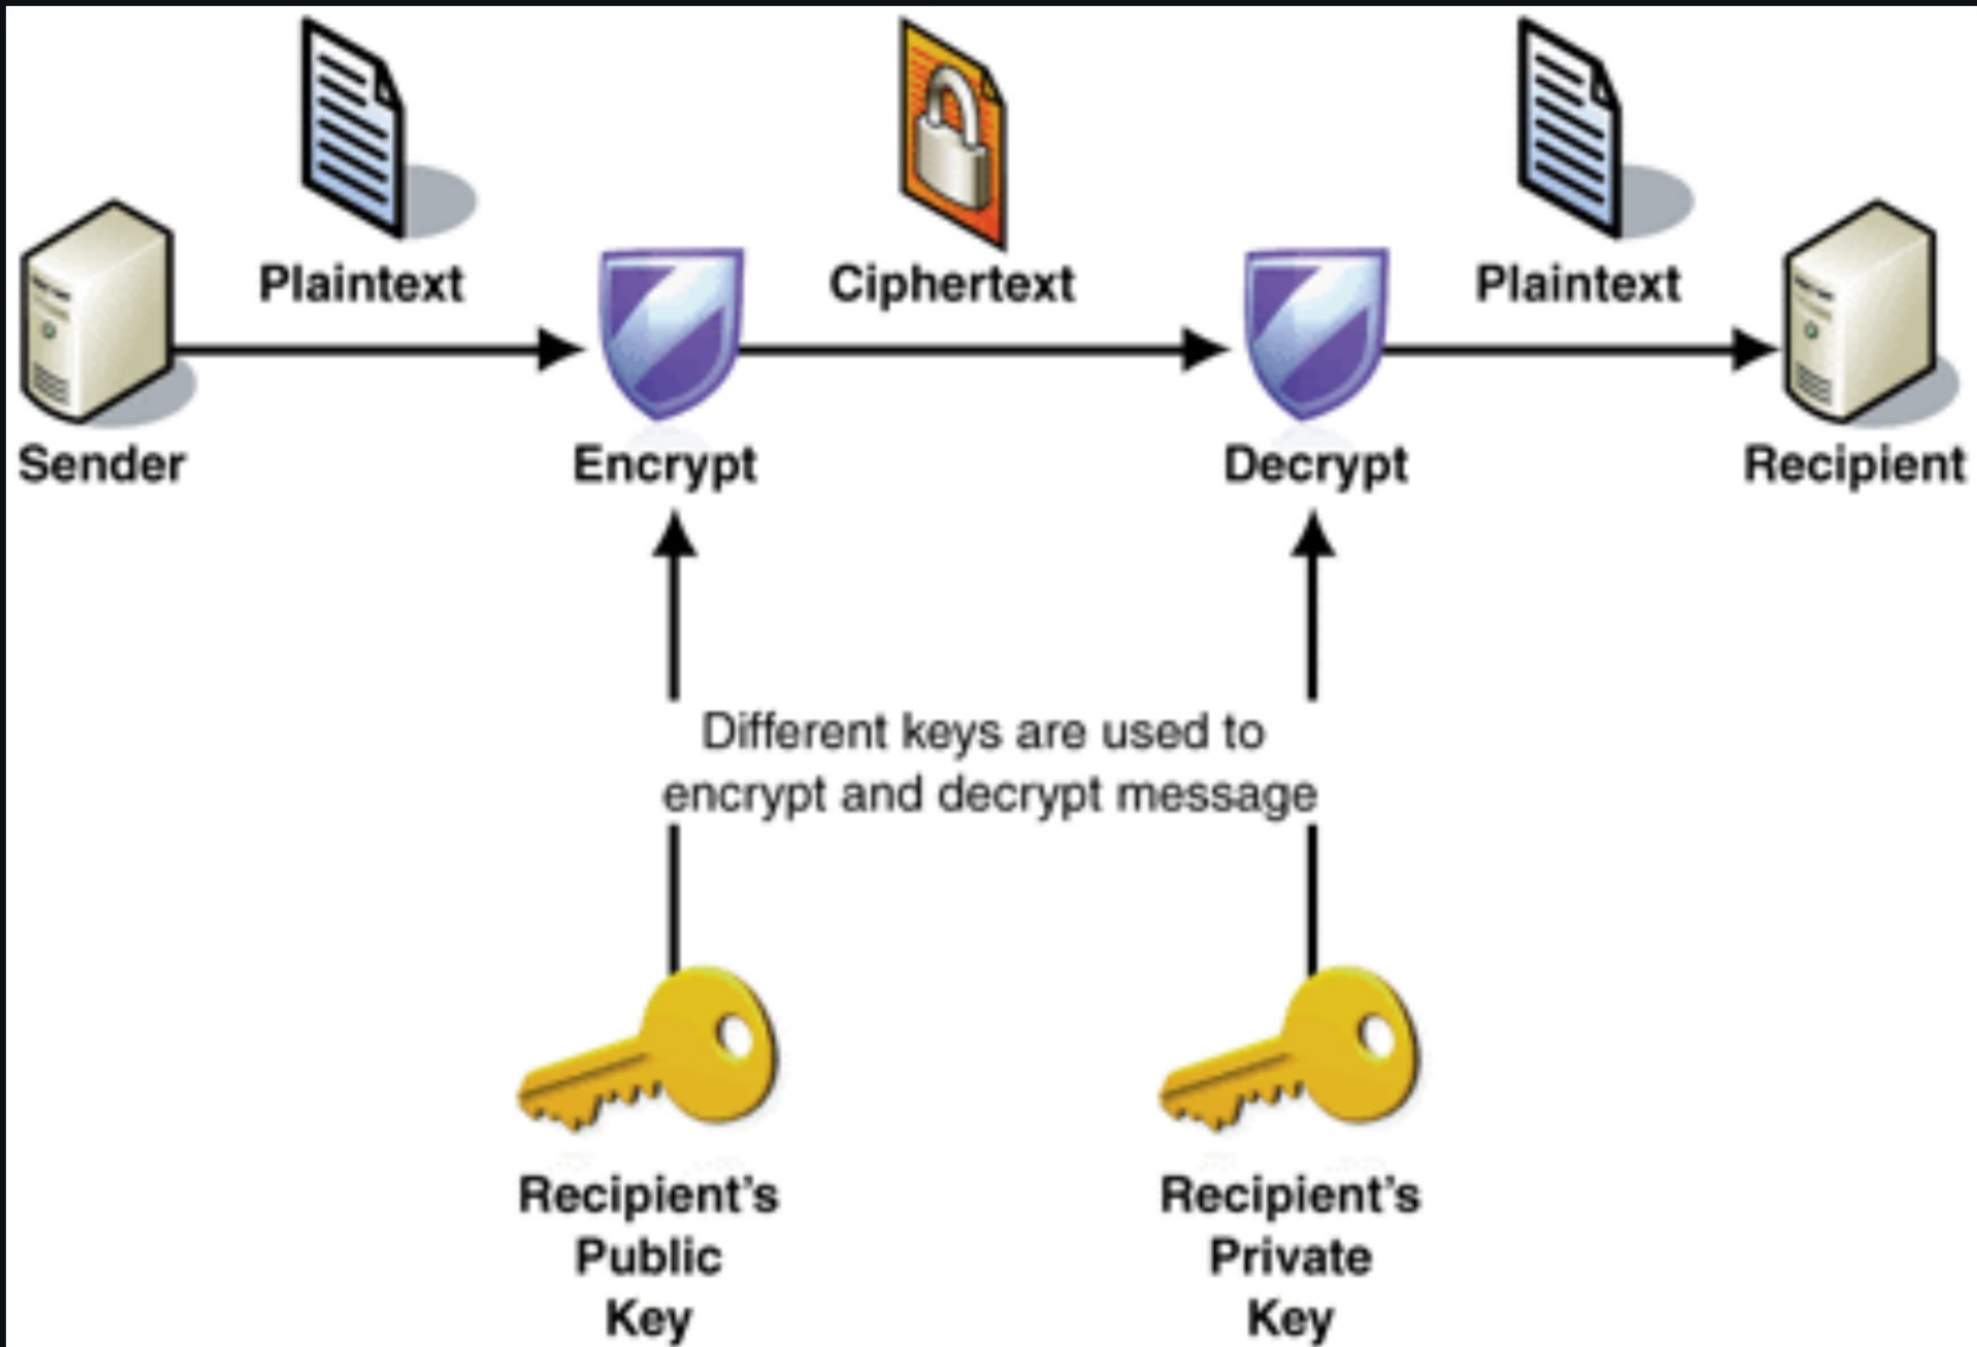 Plaintext
Ciphertext
Plaintext
Sender
Encrypt
Decrypt
Recipient
Different keys are used to
encrypt and decrypt message
Recipient’s
Public
Key
Recipient’s
Private
Key